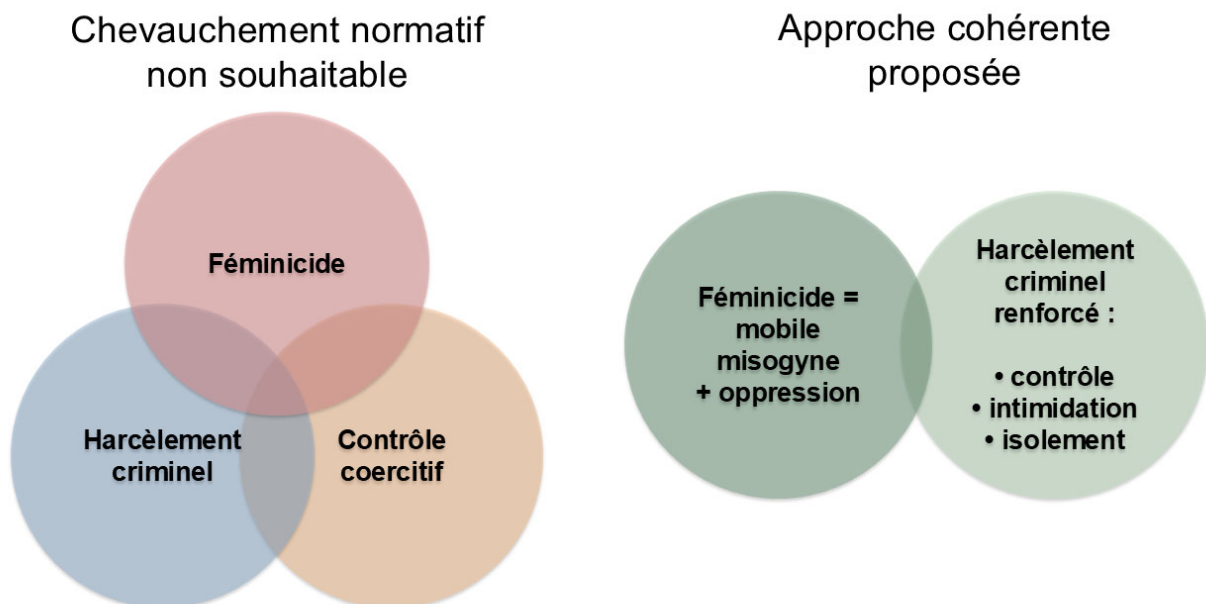 Chevauchement normatif
non souhaitable
Féminicide
Harcèlement
criminel
Contrôle
coercitif
Approche cohérente
proposée
Féminicide =
mobile
misogyne
+ oppression
Harcèlement
criminel
renforcé :
• contrôle
• intimidation
• isolement